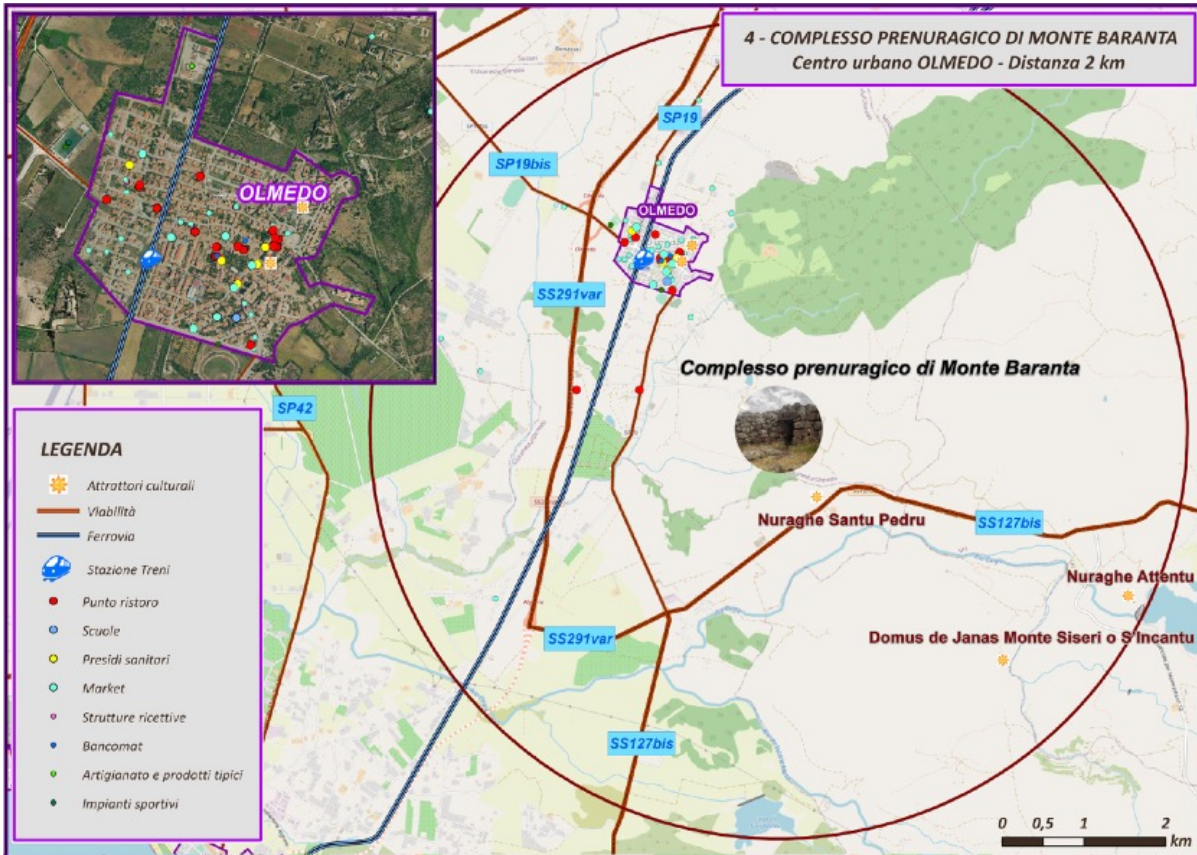 4 - COMPLESSO PRENURAGICO DI MONTE BARANTA
Centro urbano OLMEDO - Distanza 2 km
OLMEDO
SP19
SP19bis
OLMEDO
SS291var
Complesso prenuragico di Monte Baranta
SP42
Nuraghe Santu Pedru
SS127bis
Nuraghe Attentu
SS291var
Domus de Janas Monte Siseri o S'Incantu
SS127bis
LEGENDA
Attrattori culturali
Viabilità
Ferrovia
Stazione Treni
Punto ristoro
Scuole
Presidi sanitari
Market
Strutture ricettive
Bancomat
Artigianato e prodotti tipici
Impianti sportivi
0 0,5 1 2
km